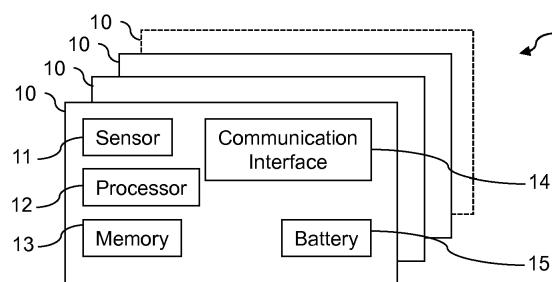 10
10
10
10
Sensor
Communication
Interface
11
Processor
14
12
Memory
Battery
13
15